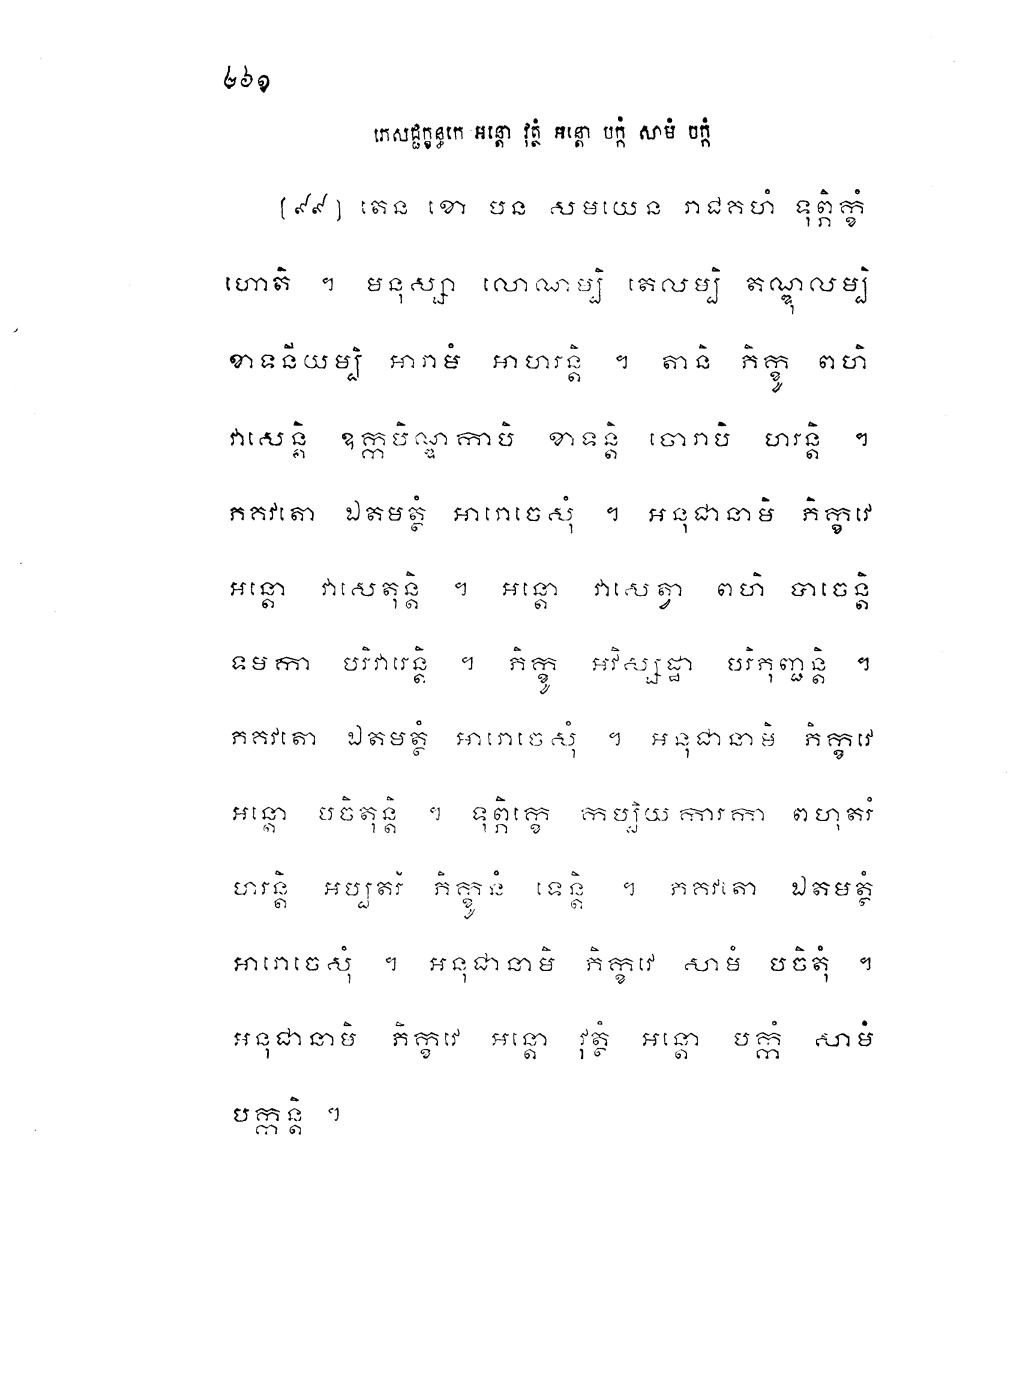 ២៦១
ភេសជ្ជក្ខន្ធកេ អន្តោ វុត្ថំ អន្តោ បក្កំ សាមំ បក្កំ
(៩៩) តេន ខោ បន សមយេន រាជគហំ ទុព្ភិក្ខំ
ហោតិ ។ មនុស្សា លោណម្បិ តេលម្បិ តណ្ឌុលម្បិ
ខាទនីយម្បិ អារាមំ អាហរន្តិ ។ តានិ ភិក្ខូ ពហិ
វាសេន្តិ ឧក្កបិណ្ឌកាបិ ខាទន្តិ ចោរាបិ ហរន្តិ ។
ភគវតោ ឯតមត្ថំ អារោចេសុំ ។ អនុជានាមិ ភិក្ខវេ
អន្តោ វាសេតុន្តិ ។ អន្តោ វាសេត្វា ពហិ បាចេន្តិ
ទមកា បរិវារេន្តិ ។ ភិក្ខូ អវិស្សដ្ឋា បរិភុញ្ជន្តិ ។
ភគវតោ ឯតមត្ថំ អារោចេសុំ ។ អនុជានាមិ ភិក្ខវេ
អន្តោ បចិតុន្តិ ។ ទុព្ភិក្ខេ កប្បិយការកា ពហុតរំ
ហរន្តិ អប្បតរំ ភិក្ខូនំ ទេន្តិ ។ ភគវតោ ឯតមត្ថំ
អារោចេសុំ ។ អនុជានាមិ ភិក្ខវេ សាមំ បចិតុំ ។
អនុជានាមិ ភិក្ខវេ អន្តោ វុត្ថំ អន្តោ បក្កំ សាមំ
បក្កន្តិ ។